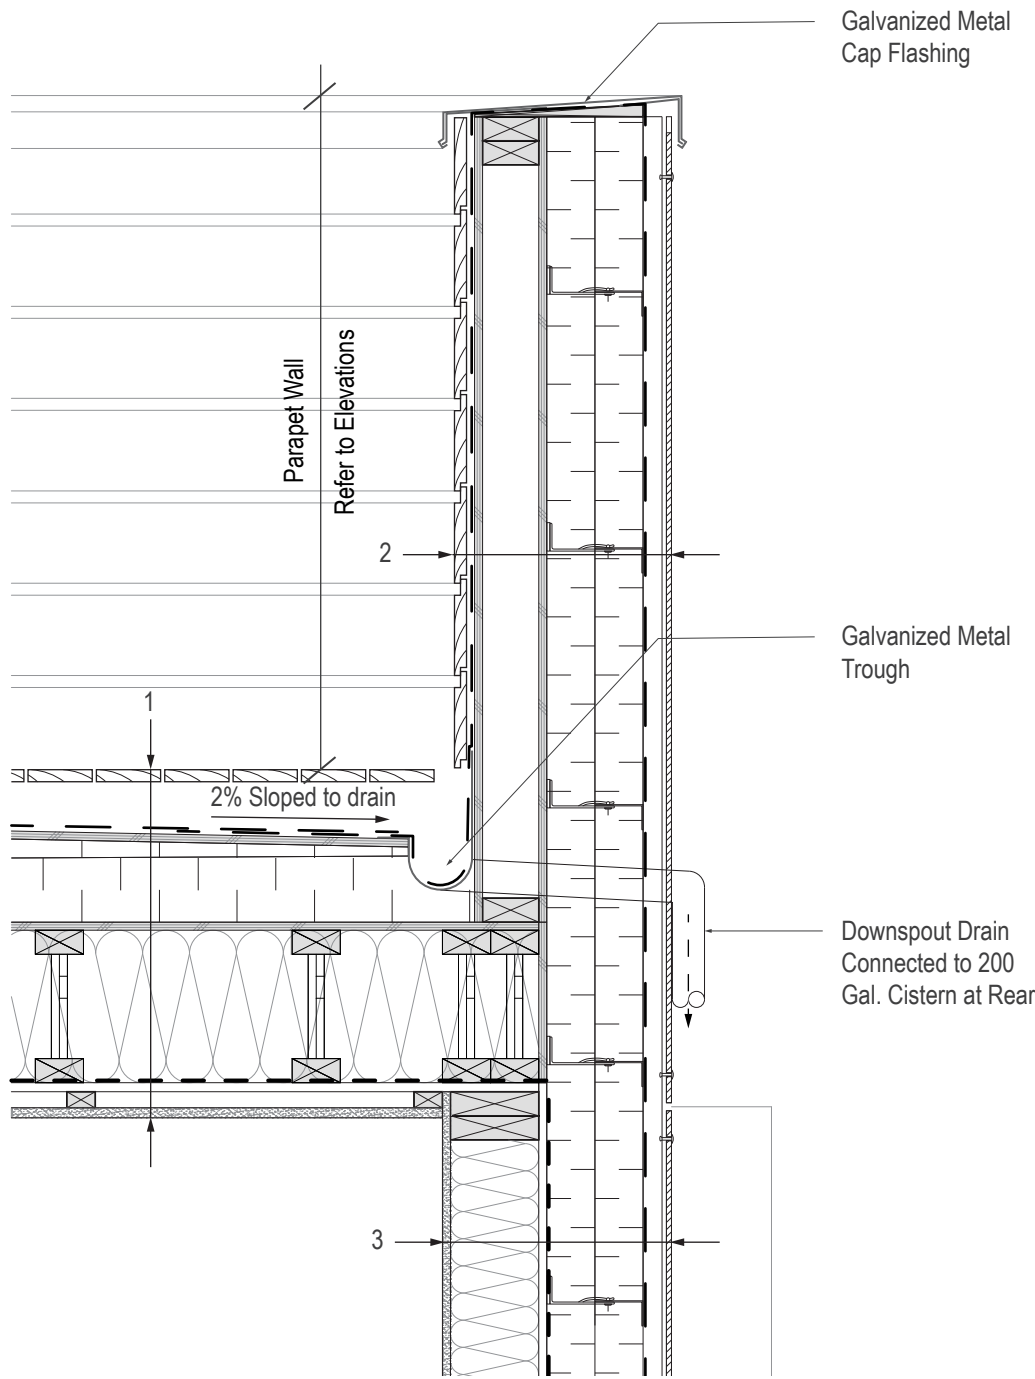 Galvanized Metal
Cap Flashing
Parapet Wall
Refer to Elevations
2
Galvanized Metal
Trough
1
2% Sloped to drain
Downspout Drain
Connected to 200
Gal. Cistern at Rear
3